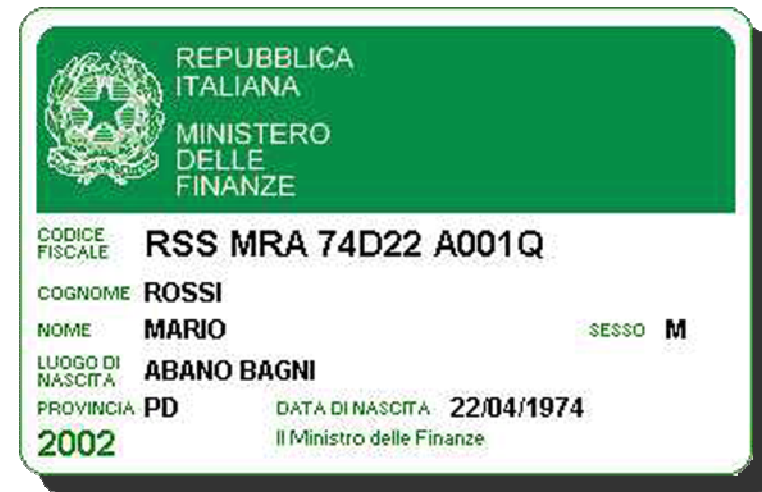 REPUBBLICA
ITALIANA
MINISTERO
DELLE
FINANZE
CODICE
FISCALE RSS MRA 74D22 A001Q
COGNOME ROSSI
NOME MARIO SESSO M
LUOGO DI
NASCITA ABANO BAGNI
PROVINCIA PD DATA DI NASCITA 22/04/1974
2002 Il Ministro delle Finanze